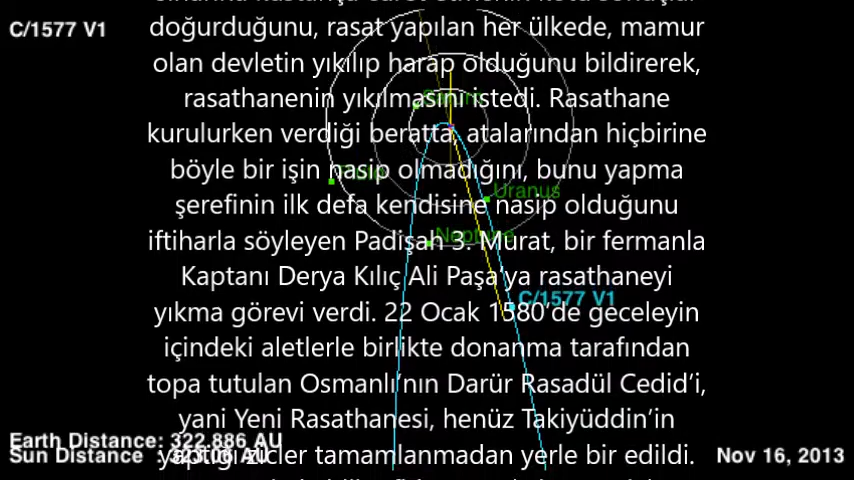 C/1577 V1
doğurduğunu, rasat yapılan her ülkede, mamur
olan devletin yıkılıp harap olduğunu bildirerek,
rasathanenin yıkılmasını istedi. Rasathane
kurulurken verdiği beratta, atalarından hiçbirine
böyle bir işin nasip olmadığını, bunu yapma
şerefinin ilk defa kendisine nasip olduğunu
iftiharla söyleyen Padişah 3. Murat, bir fermanla
Kaptanı Derya Kılıç Ali Paşa’ya rasathaneyi
yıkma görevi verdi. 22 Ocak 1580’de geceleyin
içindeki aletlerle birlikte donanma tarafından
topa tutulan Osmanlı’nın Darür Rasadül Cedid’i,
yani Yeni Rasathanesi, henüz Takiyüddin’in
yaptığı zicler tamamlanmadan yerle bir edildi.
Uranus
Neptune
C/1577 V1
Earth Distance: 322.886 AU
Sun Distance :
AU
Nov 16, 2013